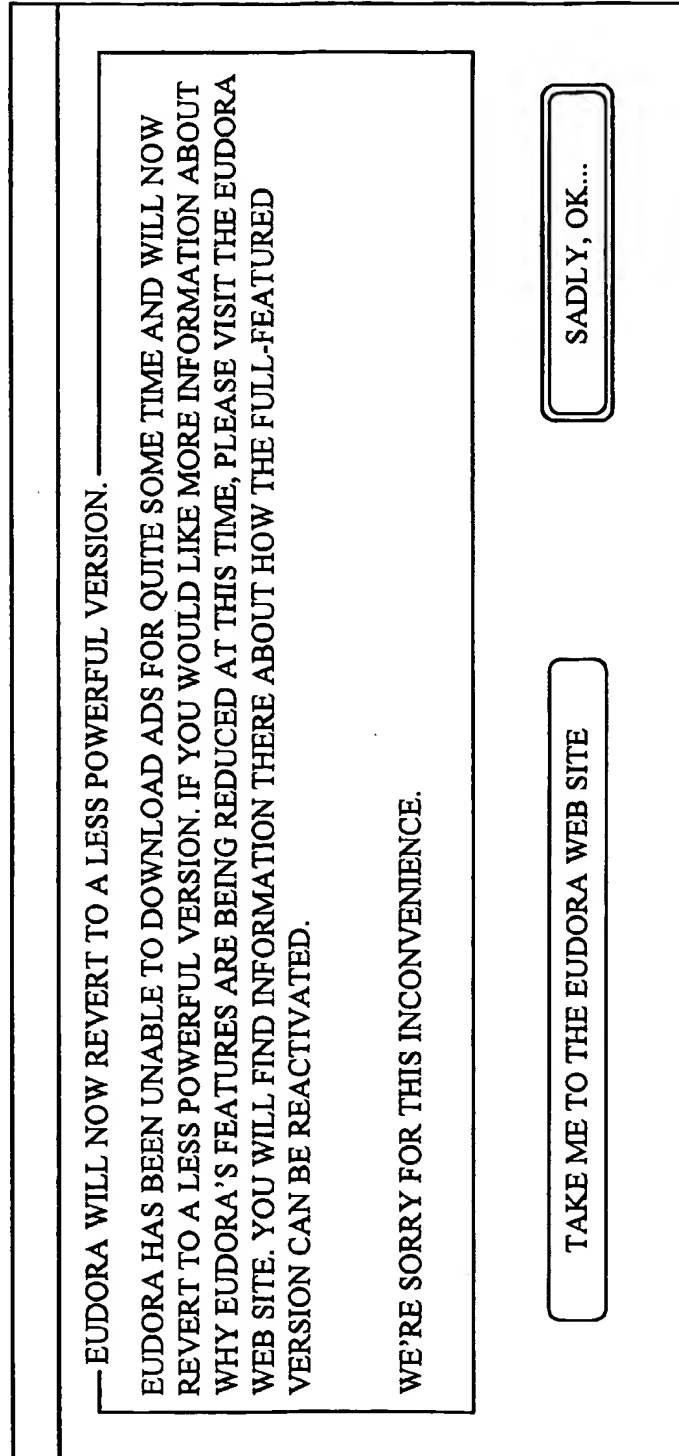 EUDORA WILL NOW REVERT TO A LESS POWERFUL VERSION.
EUDORA HAS BEEN UNABLE TO DOWNLOAD ADS FOR QUITE SOME TIME AND WILL NOW
REVERT TO A LESS POWERFUL VERSION. IF YOU WOULD LIKE MORE INFORMATION ABOUT
WHY EUDORA'S FEATURES ARE BEING REDUCED AT THIS TIME, PLEASE VISIT THE EUDORA
WEB SITE. YOU WILL FIND INFORMATION THERE ABOUT HOW THE FULL-FEATURED
VERSION CAN BE REACTIVATED.
WE'RE SORRY FOR THIS INCONVENIENCE.
TAKE ME TO THE EUDORA WEB SITE
SADLY, OK...